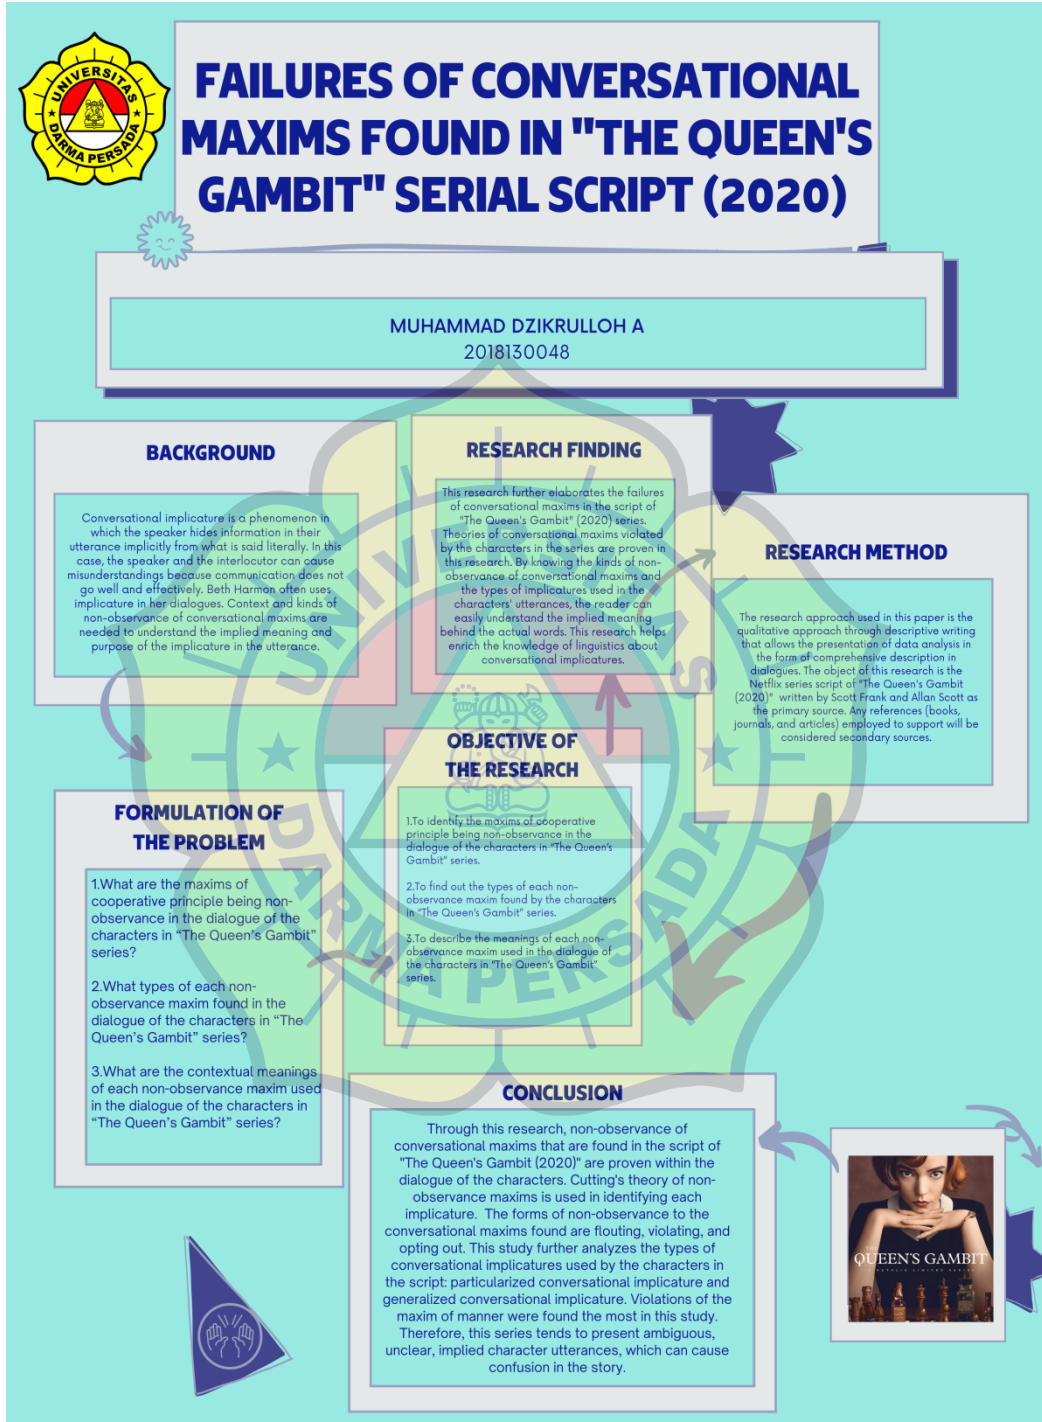 UNIVERSITAS
DARMA PERSADA
FAILURES OF CONVERSATIONAL
MAXIMS FOUND IN "THE QUEEN'S
GAMBIT" SERIAL SCRIPT (2020)
MUHAMMAD DZIKRULLOH A
2018130048
BACKGROUND
Conversational implicature is a phenomenon in
which the speaker hides information in their
utterance implicitly from what is said literally. In this
case, the speaker and the interlocutor can cause
misunderstandings because communication does not
go well and effectively. Beth Harmon often uses
implicature in her dialogues. Context and kinds of
non-observance of conversational maxims are
needed to understand the implied meaning and
purpose of the implicature in the utterance.
RESEARCH FINDING
This research further elaborates the failures
of conversational maxims in the script of
"The Queen's Gambit" (2020) series.
Theories of conversational maxims violated
by the characters in the series are proven in
this research. By knowing the kinds of non-
observance of conversational maxims and
the types of implicatures used in the
characters' utterances, the reader can
easily understand the implied meaning
behind the actual words. This research helps
enrich the knowledge of linguistics about
conversational implicatures.
RESEARCH METHOD
The research approach used in this paper is the
qualitative approach through descriptive writing
that allows the presentation of data analysis in
the form of comprehensive description in
dialogues. The object of this research is the
Netflix series script of "The Queen's Gambit
(2020)" written by Scott Frank and Allan Scott as
the primary source. Any references (books,
journals, and articles) employed to support will be
considered secondary sources.
FORMULATION OF
THE PROBLEM
1.What are the maxims of
cooperative principle being non-
observance in the dialogue of the
characters in “The Queen’s Gambit”
series?
2.What types of each non-
observance maxim found in the
dialogue of the characters in “The
Queen’s Gambit” series?
3.What are the contextual meanings
of each non-observance maxim used
in the dialogue of the characters in
“The Queen’s Gambit” series?
OBJECTIVE OF
THE RESEARCH
1.To identify the maxims of cooperative
principle being non-observance in the
dialogue of the characters in “The Queen’s
Gambit” series.
2.To find out the types of each non-
observance maxim found by the characters
in “The Queen’s Gambit” series.
3.To describe the meanings of each non-
observance maxim used in the dialogue of
the characters in “The Queen’s Gambit”
series.
UNIVERSITAS
DARMA PERSADA
CONCLUSION
Through this research, non-observance of
conversational maxims that are found in the script of
"The Queen's Gambit (2020)" are proven within the
dialogue of the characters. Cutting's theory of non-
observance maxims is used in identifying each
implicature. The forms of non-observance to the
conversational maxims found are flouting, violating, and
opting out. This study further analyzes the types of
conversational implicatures used by the characters in
the script: particularized conversational implicature and
generalized conversational implicature. Violations of the
maxim of manner were found the most in this study.
Therefore, this series tends to present ambiguous,
unclear, implied character utterances, which can cause
confusion in the story.
QUEEN'S GAMBIT
A NETFLIX LIMITED SERIES